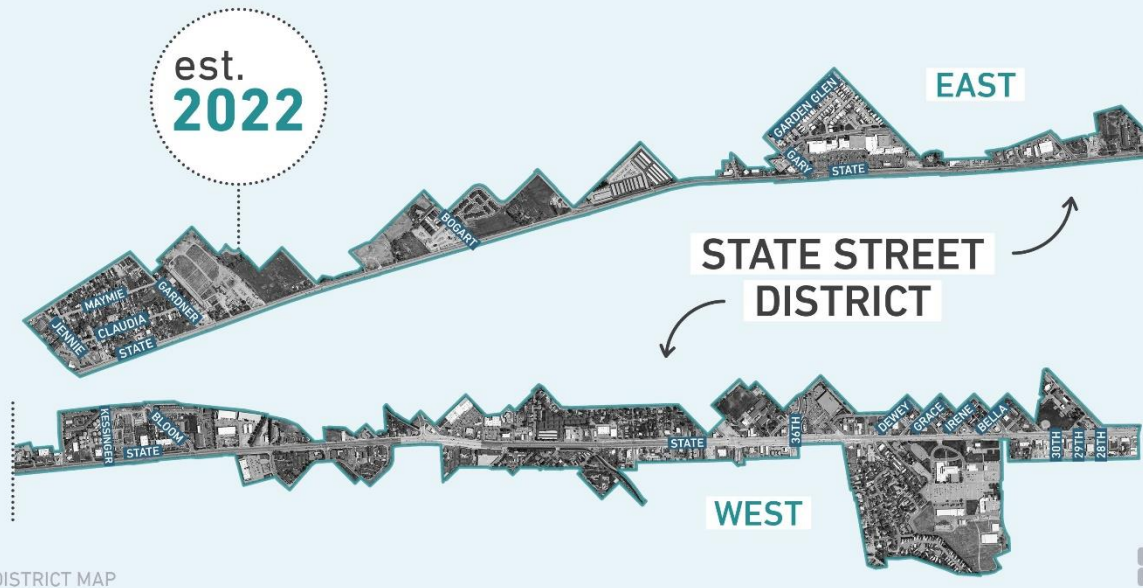 est.
2022
EAST
GARDEN GLEN
GARY
STATE
BOGART
STATE STREET
DISTRICT
MAYMIE
GARDNER
JENNIE
CLAUDIA
STATE
KESSINGER
BLOOM
STATE
STATE
36TH
DEWEY
GRACE
IRENE
BELLA
30TH
29TH
28TH
WEST
DISTRICT MAP